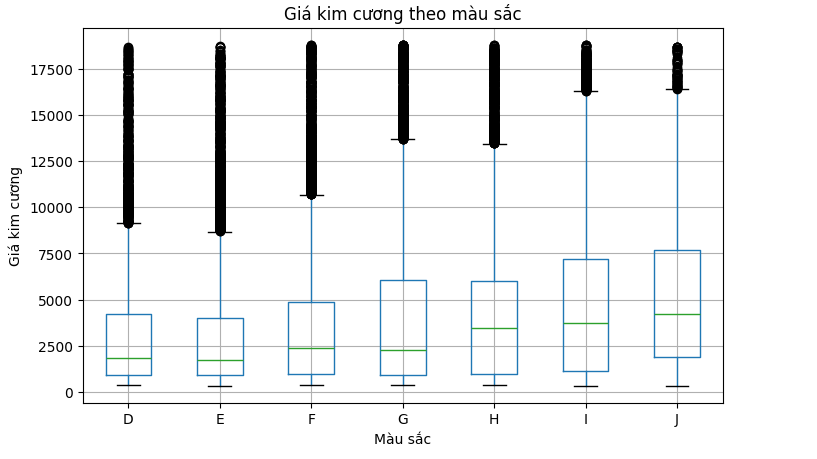 Giá kim cương theo màu sắc
Giá kim cương
17500
15000
12500
10000
7500
5000
2500
0
D E F G H I J
Màu sắc